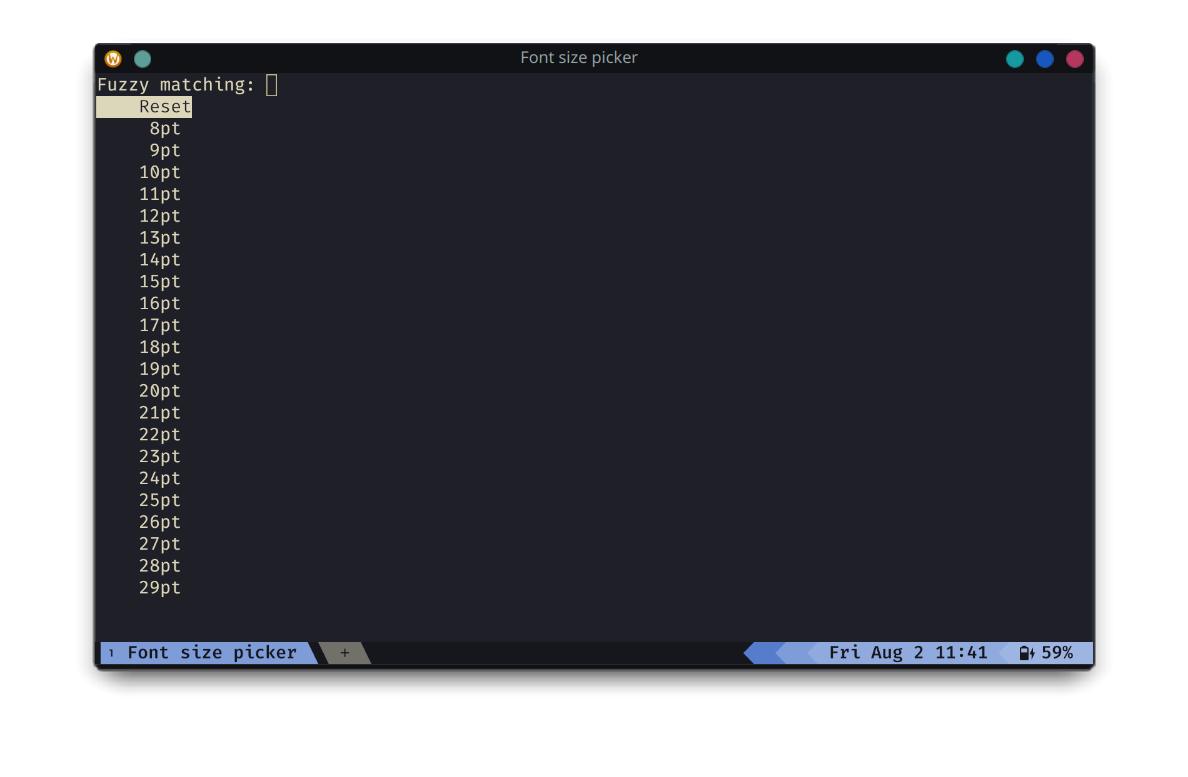 W
Font size picker
Fuzzy matching:
Reset
8pt
9pt
10pt
11pt
12pt
13pt
14pt
15pt
16pt
17pt
18pt
19pt
20pt
21pt
22pt
23pt
24pt
25pt
26pt
27pt
28pt
29pt
1 Font size picker + Fri Aug 2 11:41 59%